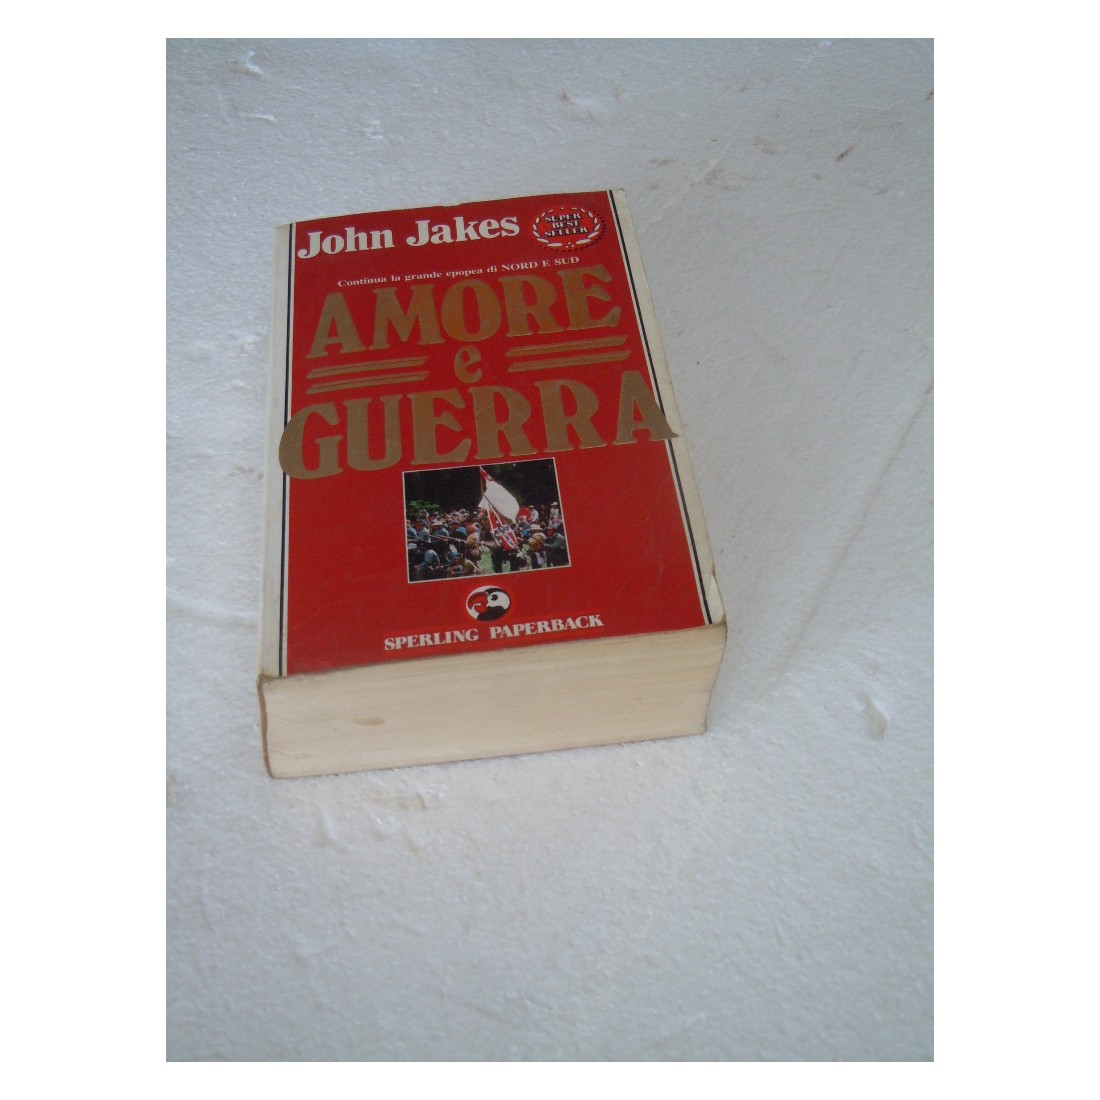 John Jakes
SUPER
BEST
SELLER
Continua la grande epopea di NORD E SUD
AMORE
e
GUERRA
SPERLING PAPERBACK